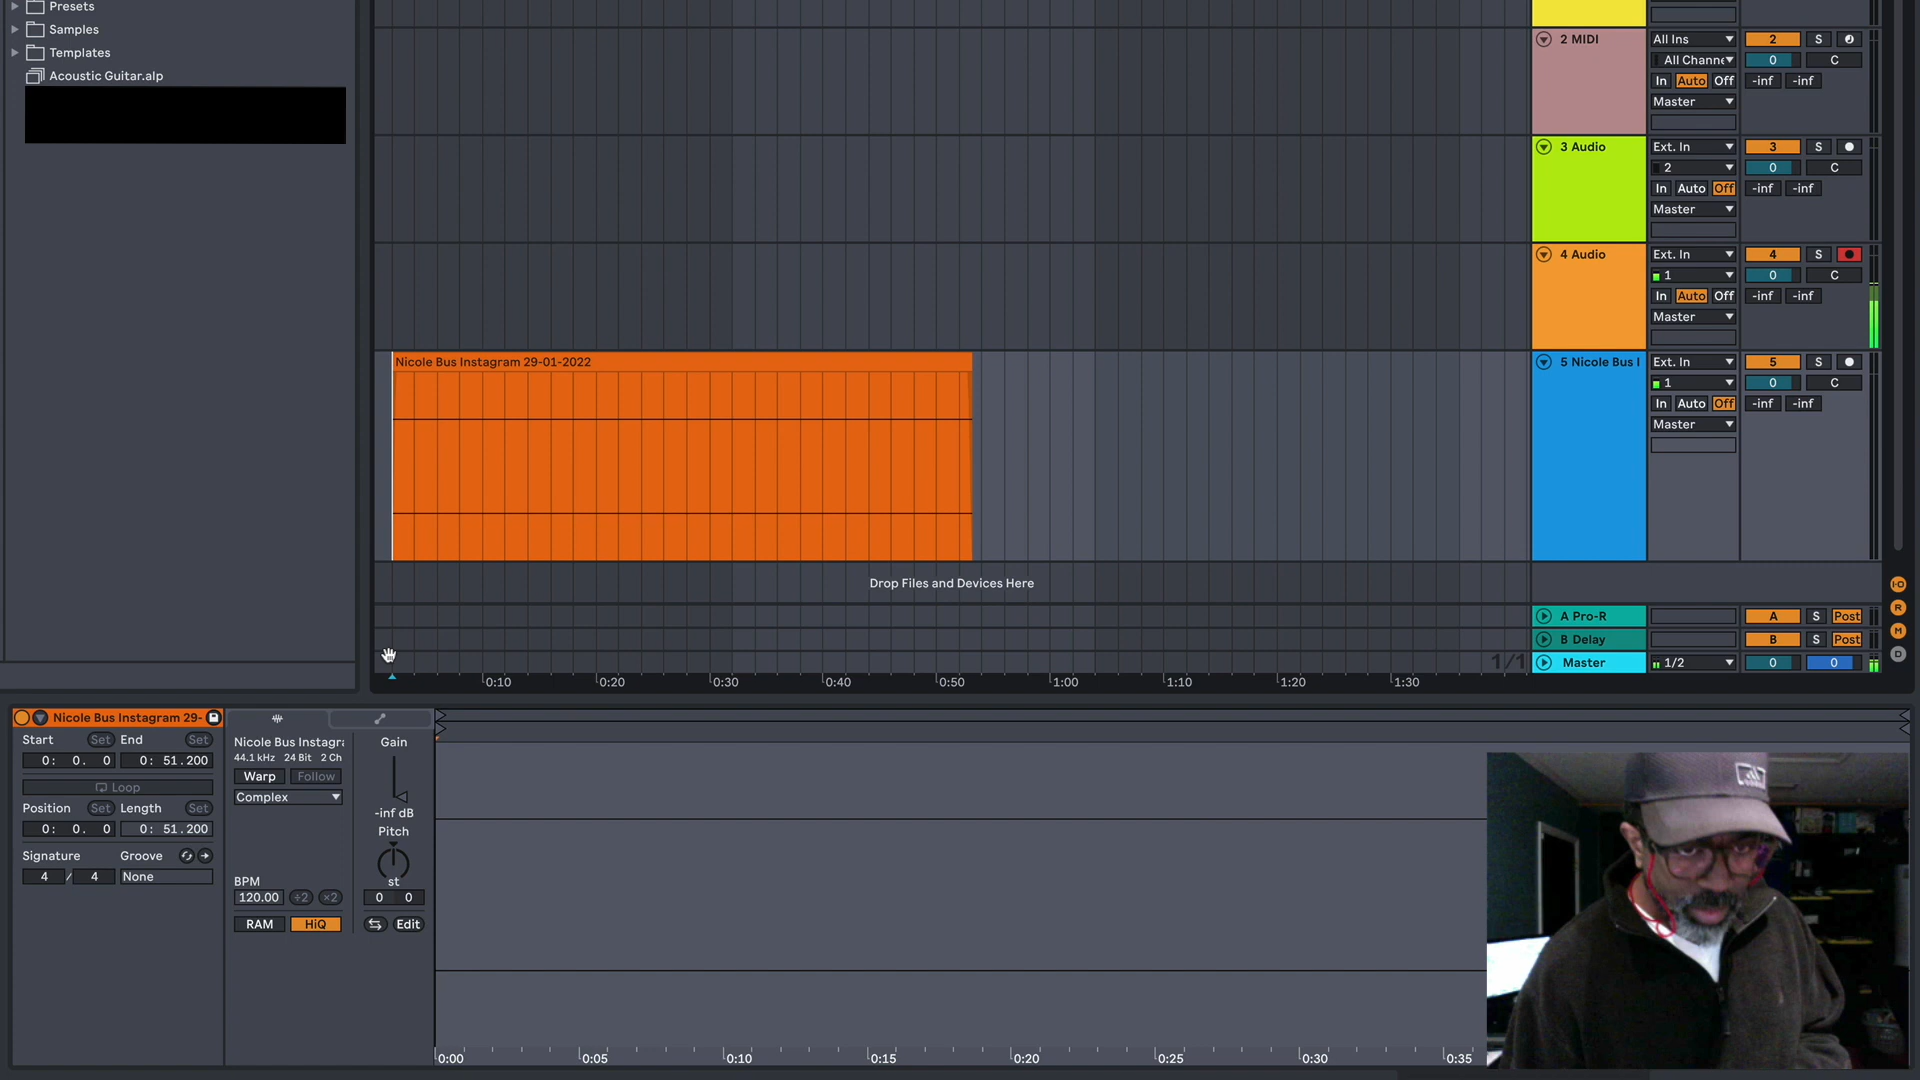 Presets
Samples
Templates
Acoustic Guitar.alp
2 MIDI
All Ins
2
S
All Channe
0
C
In Auto Off
-inf -inf
Master
3 Audio
Ext. In
3
S
2
0
C
In Auto Off
-inf -inf
Master
4 Audio
Ext. In
4
S
1
0
C
In Auto Off
-inf -inf
Master
Nicole Bus Instagram 29-01-2022
5 Nicole Bus I
Ext. In
5
S
1
0
C
In Auto Off
-inf -inf
Master
Drop Files and Devices Here
I·O
R
M
D
A Pro-R
A
S
Post
B Delay
B
S
Post
1/1
Master
1/2
0
0
0:10 0:20 0:30 0:40 0:50 1:00 1:10 1:20 1:30
Nicole Bus Instagram 29-
Start Set End Set
0: 0. 0 0: 51.200
Loop
Position Set Length Set
0: 0. 0 0: 51.200
Signature Groove
4 / 4 None
Nicole Bus Instagra
44.1 kHz 24 Bit 2 Ch
Warp Follow
Complex
BPM
120.00 ÷2 ×2
RAM HiQ
Gain
-inf dB
Pitch
st
0 0
Edit
0:00 0:05 0:10 0:15 0:20 0:25 0:30 0:35